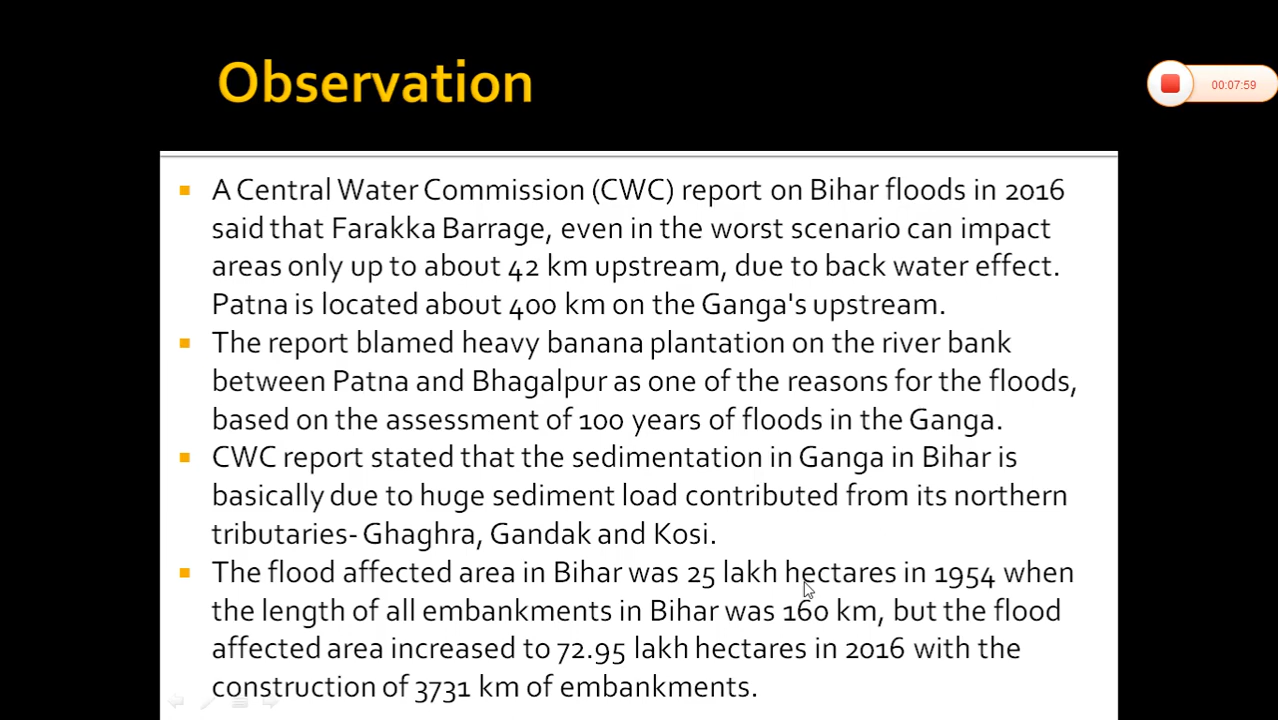 Observation
00:07:59
A Central Water Commission (CWC) report on Bihar floods in 2016
said that Farakka Barrage, even in the worst scenario can impact
areas only up to about 42 km upstream, due to back water effect.
Patna is located about 400 km on the Ganga's upstream.
The report blamed heavy banana plantation on the river bank
between Patna and Bhagalpur as one of the reasons for the floods,
based on the assessment of 100 years of floods in the Ganga.
CWC report stated that the sedimentation in Ganga in Bihar is
basically due to huge sediment load contributed from its northern
tributaries- Ghaghra, Gandak and Kosi.
The flood affected area in Bihar was 25 lakh hectares in 1954 when
the length of all embankments in Bihar was 160 km, but the flood
affected area increased to 72.95 lakh hectares in 2016 with the
construction of 3731 km of embankments.